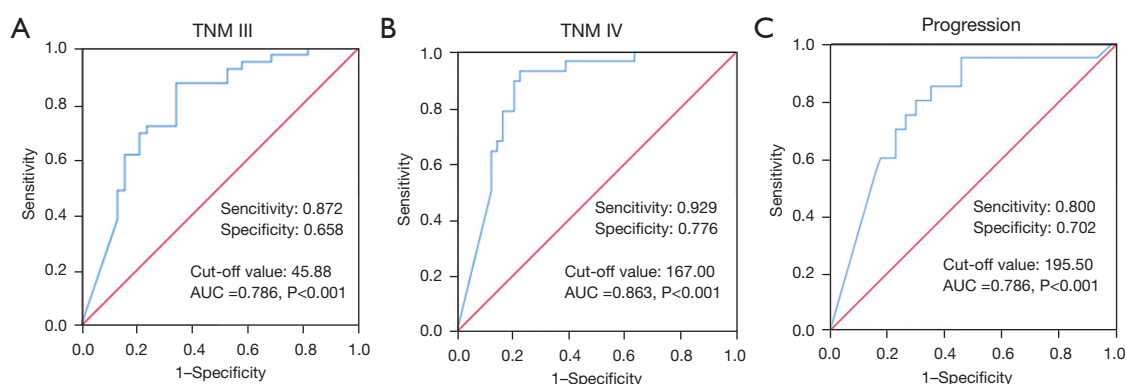 A
TNM III
Sensitivity
1.0
0.8
0.6
0.4
0.2
0.0
Sencitivity: 0.872
Specificity: 0.658
Cut-off value: 45.88
AUC =0.786, P<0.001
0.0 0.2 0.4 0.6 0.8 1.0
1–Specificity
B
TNM IV
Sensitivity
1.0
0.8
0.6
0.4
0.2
0.0
Sencitivity: 0.929
Specificity: 0.776
Cut-off value: 167.00
AUC =0.863, P<0.001
0.0 0.2 0.4 0.6 0.8 1.0
1–Specificity
C
Progression
Sensitivity
1.0
0.8
0.6
0.4
0.2
0.0
Sencitivity: 0.800
Specificity: 0.702
Cut-off value: 195.50
AUC =0.786, P<0.001
0.0 0.2 0.4 0.6 0.8 1.0
1–Specificity